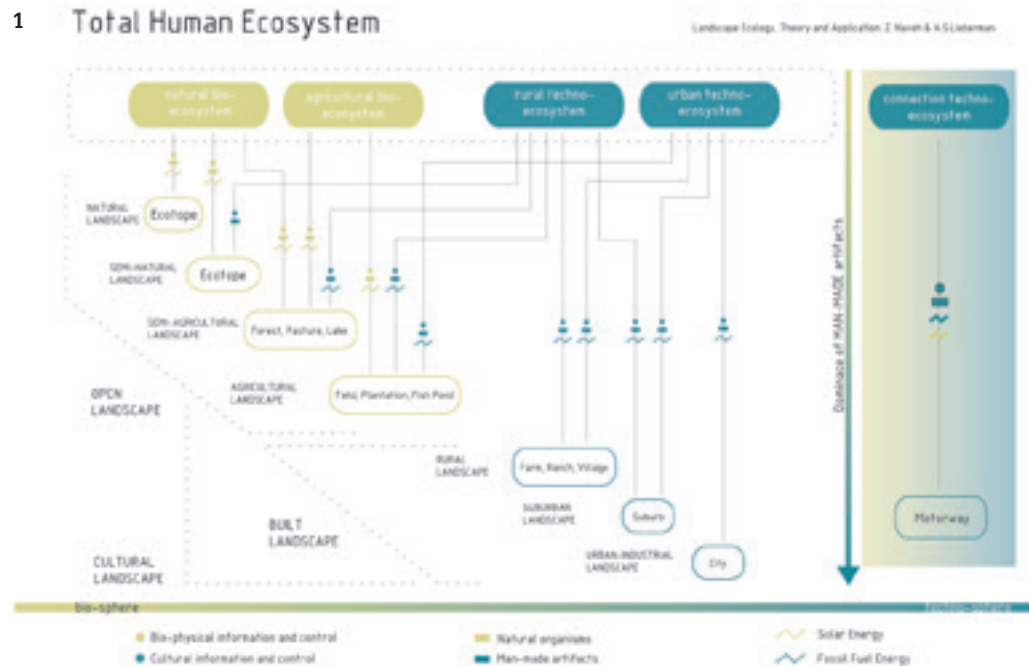 1
Total Human Ecosystem
Landscape Ecology, Theory and Application: Z. Naveh & A.S.Lieberman
natural bio-
ecosystem
agricultural bio-
ecosystem
rural techno-
ecosystem
urban techno-
ecosystem
connection techno-
ecosystem
NATURAL
LANDSCAPE
Ecotope
SEMI-NATURAL
LANDSCAPE
Ecotope
SEMI-AGRICULTURAL
LANDSCAPE
Forest, Pasture, Lake
AGRICULTURAL
LANDSCAPE
Field, Plantation, Fish Pond
OPEN
LANDSCAPE
RURAL
LANDSCAPE
Farm, Ranch, Village
SUBURBAN
LANDSCAPE
Suburb
BUILT
LANDSCAPE
URBAN-INDUSTRIAL
LANDSCAPE
City
CULTURAL
LANDSCAPE
Dominace of MAN-MADE artifacts
Motorway
bio-sphere
techno-sphere
Bio-physical information and control
Natural organisms
Solar Energy
Cultural information and control
Man-made artifacts
Fossil Fuel Energy